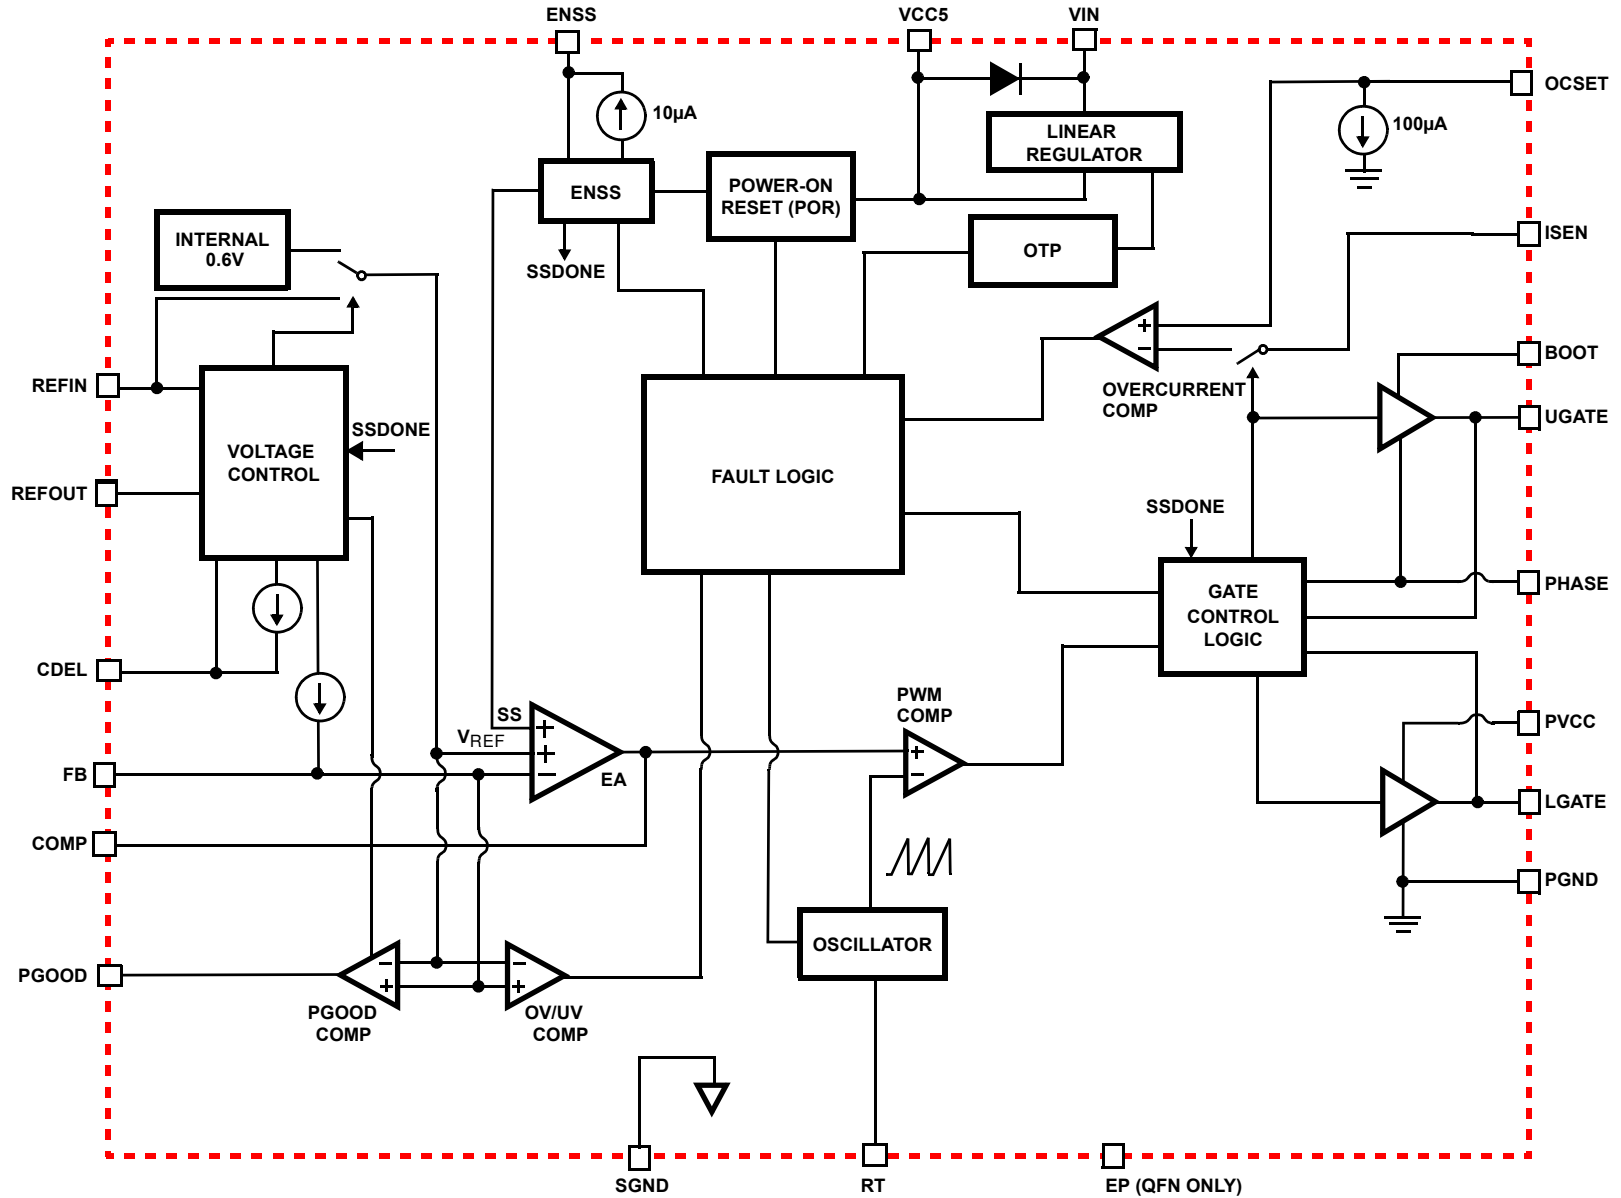 ENSS
VCC5
VIN
OCSET
10µA
100µA
LINEAR
REGULATOR
ENSS
POWER-ON
RESET (POR)
INTERNAL
0.6V
OTP
ISEN
SSDONE
BOOT
REFIN
OVERCURRENT
COMP
UGATE
SSDONE
VOLTAGE
CONTROL
FAULT LOGIC
REFOUT
SSDONE
GATE
CONTROL
LOGIC
PHASE
CDEL
PWM
COMP
SS
VREF
PVCC
FB
EA
LGATE
COMP
PGND
OSCILLATOR
PGOOD
PGOOD
COMP
OV/UV
COMP
SGND
RT
EP (QFN ONLY)